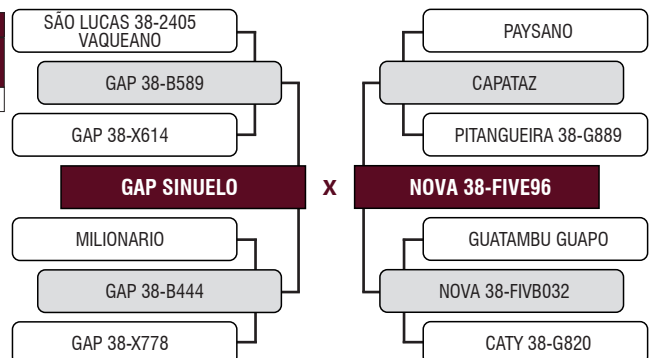 SÃO LUCAS 38-2405
VAQUEANO
GAP 38-B589
GAP 38-X614
GAP SINUELO
MILIONARIO
GAP 38-B444
GAP 38-X778
X
PAYSANO
CAPATAZ
PITANGUEIRA 38-G889
NOVA 38-FIVE96
GUATAMBU GUAPO
NOVA 38-FIVB032
CATY 38-G820